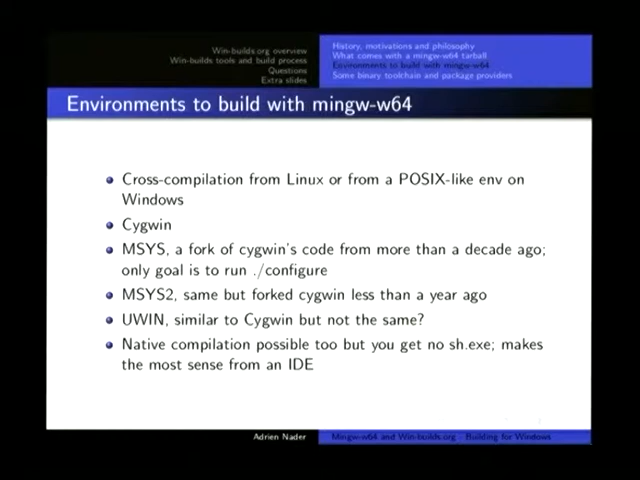 Win-builds.org overview
Win-builds tools and build process
Questions
Extra slides
History, motivations and philosophy
What comes with a mingw-w64 tarball
Environments to build with mingw-w64
Some binary toolchain and package providers
Environments to build with mingw-w64
Cross-compilation from Linux or from a POSIX-like env on
Windows
Cygwin
MSYS, a fork of cygwin's code from more than a decade ago;
only goal is to run ./configure
MSYS2, same but forked cygwin less than a year ago
UWIN, similar to Cygwin but not the same?
Native compilation possible too but you get no sh.exe; makes
the most sense from an IDE
Adrien Nader
Mingw-w64 and Win-builds.org - Building for Windows